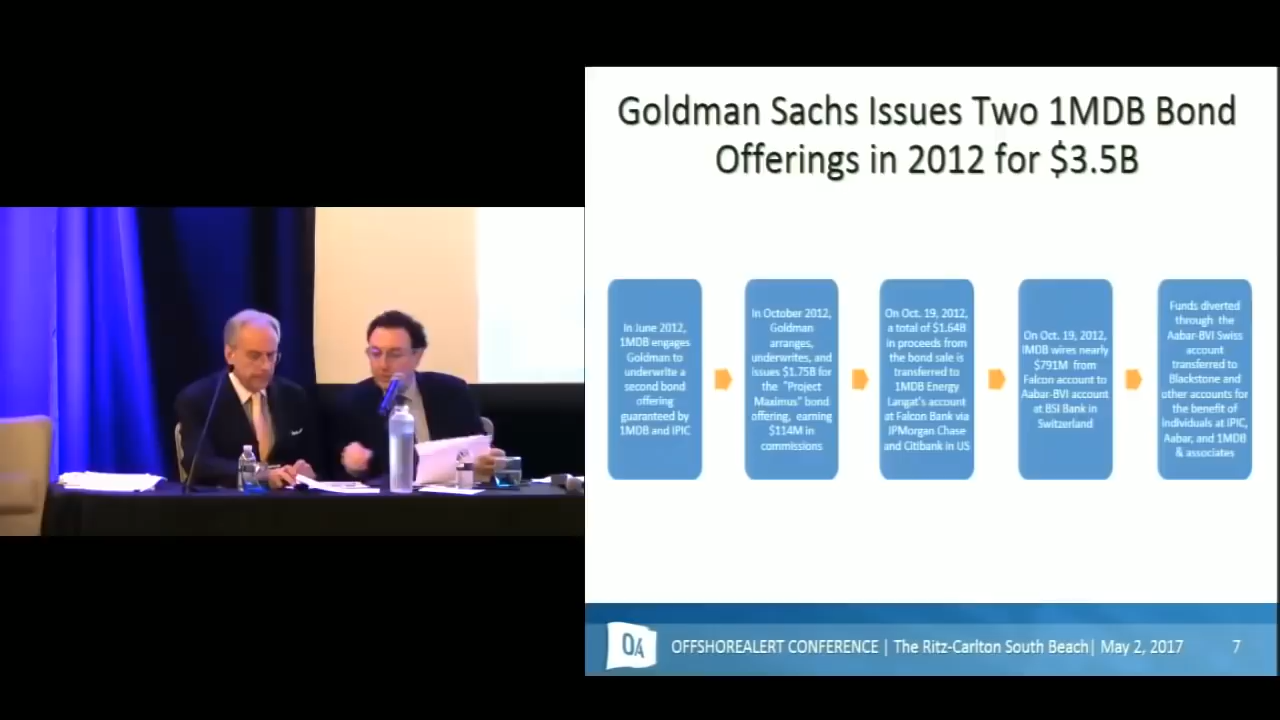 Goldman Sachs Issues Two 1MDB Bond
Offerings in 2012 for $3.5B
In June 2012,
1MDB engages
Goldman to
underwrite a
second bond
offering
guaranteed by
1MDB and IPIC
In October 2012,
Goldman
arranges,
underwrites, and
issues $1.75B for
the "Project
Maximus" bond
offering, earning
$114M in
commissions
On Oct. 19, 2012,
a total of $1.64B
in proceeds from
the bond sale is
transferred to
1MDB Energy
Langat's account
at Falcon Bank via
JPMorgan Chase
and Citibank in US
On Oct. 19, 2012,
IMDB wires nearly
$791M from
Falcon account to
Aabar-BVI account
at BSI Bank in
Switzerland
Funds diverted
through the
Aabar-BVI Swiss
account
transferred to
Blackstone and
other accounts for
the benefit of
individuals at IPIC,
Aabar, and 1MDB
& associates
OA
OFFSHOREALERT CONFERENCE | The Ritz-Carlton South Beach| May 2, 2017
7